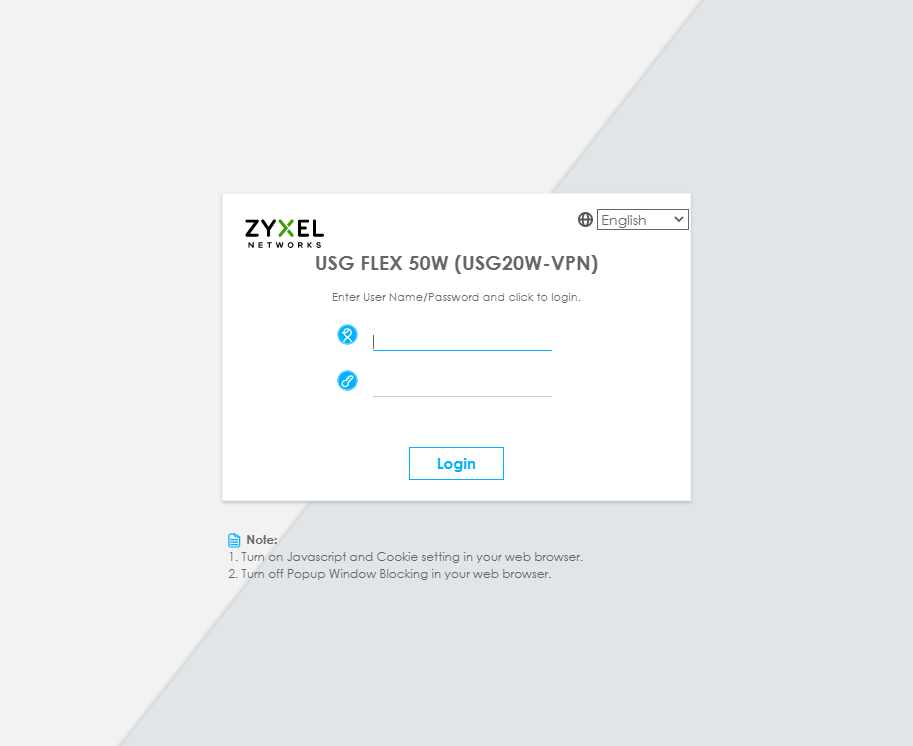 ZYXEL
NETWORKS
English
USG FLEX 50W (USG20W-VPN)
Enter User Name/Password and click to login.
Login
Note:
1. Turn on Javascript and Cookie setting in your web browser.
2. Turn off Popup Window Blocking in your web browser.